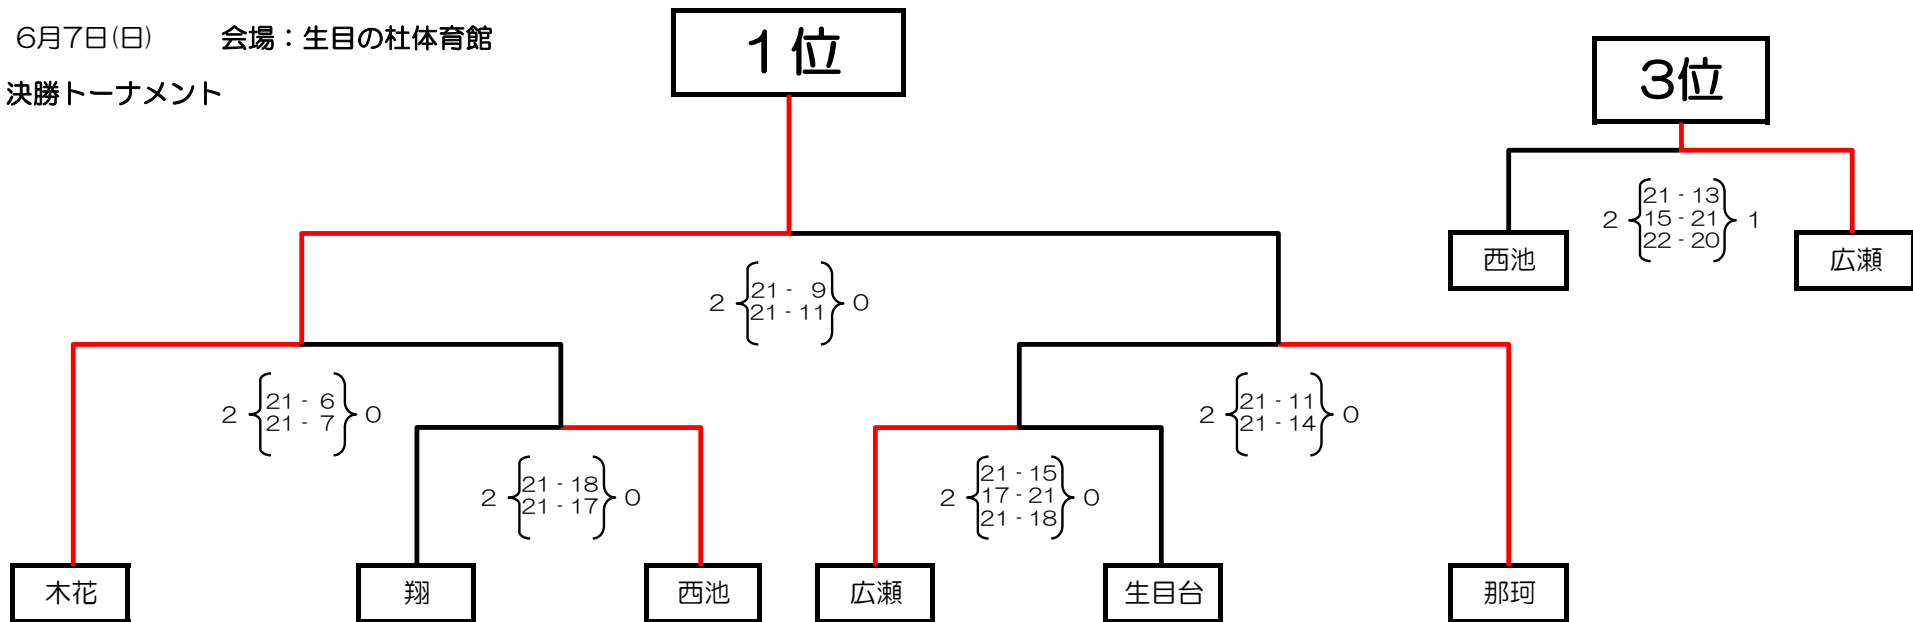 6月7日(日) 会場：生目の杜体育館
決勝トーナメント
1位
3位
2 21 - 13 1
15 - 21
22 - 20
西池 広瀬
2 21 - 9 0
21 - 11
2 21 - 6 0
21 - 7
2 21 - 11 0
21 - 14
2 21 - 18 0
21 - 17
2 21 - 15 0
17 - 21
21 - 18
木花 翔 西池 広瀬 生目台 那珂